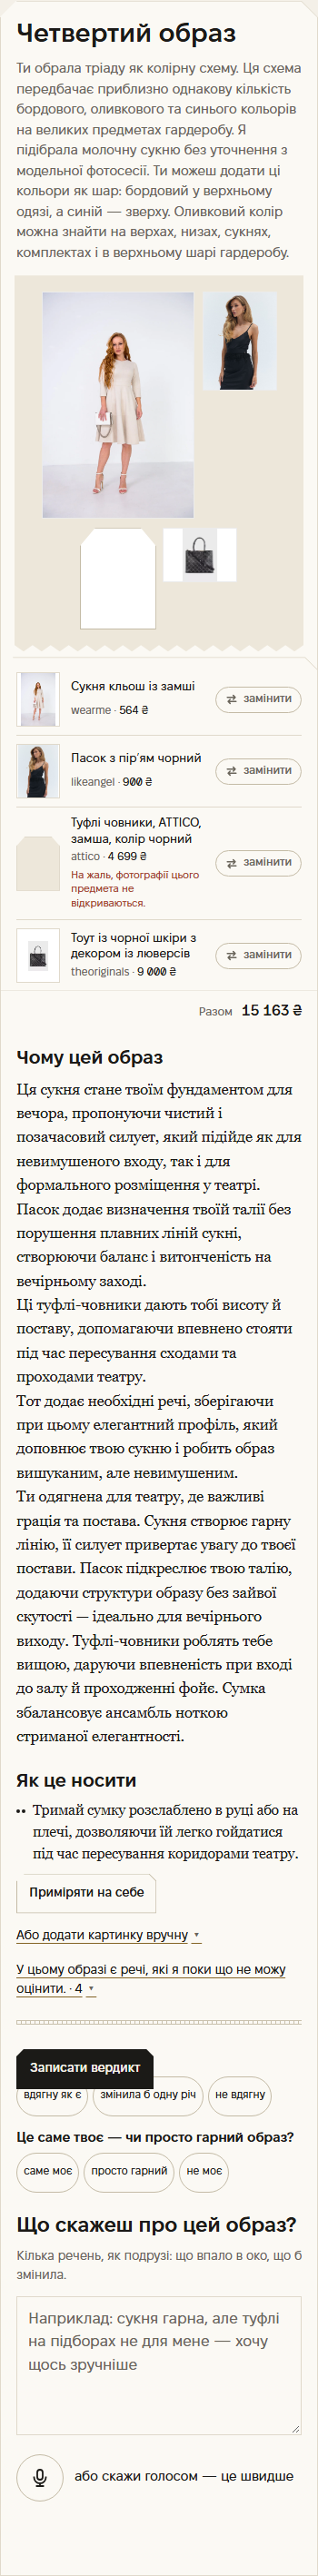 Четвертий образ
Ти обрала тріаду як колірну схему. Ця схема
передбачає приблизно однакову кількість
бордового, оливкового та синього кольорів
на великих предметах гардеробу. Я
підібрала молочну сукню без уточнення з
модельної фотосесії. Ти можеш додати ці
кольори як шар: бордовий у верхньому
одязі, а синій — зверху. Оливковий колір
можна знайти на верхах, низах, сукнях,
комплектах і в верхньому шарі гардеробу.
Сукня кльош із замші
wearme · 564 ₴
замінити
Пасок з пір'ям чорний
likeangel · 900 ₴
замінити
Туфлі човники, ATTICO,
замша, колір чорний
attico · 4 699 ₴
На жаль, фотографії цього
предмета не
відкриваються.
замінити
Тоут із чорної шкіри з
декором із люверсів
theoriginals · 9 000 ₴
замінити
Разом 15 163 ₴
Чому цей образ
Ця сукня стане твоїм фундаментом для
вечора, пропонуючи чистий і
позачасовий силует, який підійде як для
невимушеного входу, так і для
формального розміщення у театрі.
Пасок додає визначення твоїй талії без
порушення плавних ліній сукні,
створюючи баланс і витонченість на
вечірньому заході.
Ці туфлі-човники дають тобі висоту й
поставу, допомагаючи впевнено стояти
під час пересування сходами та
проходами театру.
Тот додає необхідні речі, зберігаючи
при цьому елегантний профіль, який
доповнює твою сукню і робить образ
вишуканим, але невимушеним.
Ти одягнена для театру, де важливі
грація та постава. Сукня створює гарну
лінію, її силует привертає увагу до твоєї
постави. Пасок підкреслює твою талію,
додаючи структури образу без зайвої
скутості — ідеально для вечірнього
виходу. Туфлі-човники роблять тебе
вищою, даруючи впевненість при вході
до залу й проходженні фойє. Сумка
збалансовує ансамбль ноткою
стриманої елегантності.
Як це носити
Тримай сумку розслаблено в руці або на
плечі, дозволяючи їй легко гойдатися
під час пересування коридорами театру.
Приміряти на себе
Або додати картинку вручну
У цьому образі є речі, які я поки що не можу
оцінити. · 4
Записати вердикт
вдягну як є
змінила б одну річ
не вдягну
Це саме твоє — чи просто гарний образ?
саме моє
просто гарний
не моє
Що скажеш про цей образ?
Кілька речень, як подрузі: що впало в око, що б
змінила.
Наприклад: сукня гарна, але туфлі
на підборах не для мене — хочу
щось зручніше
або скажи голосом — це швидше